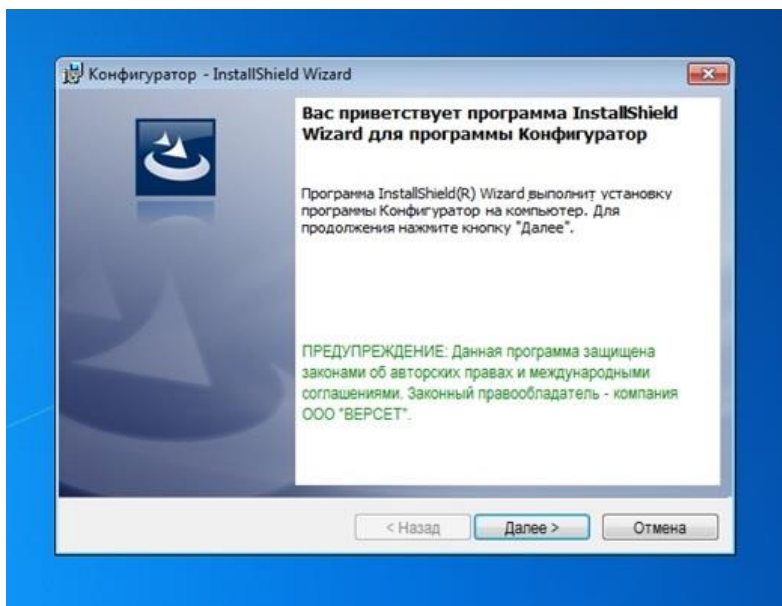 Конфигуратор - InstallShield Wizard
Вас приветствует программа InstallShield
Wizard для программы Конфигуратор
Программа InstallShield(R) Wizard выполнит установку
программы Конфигуратор на компьютер. Для
продолжения нажмите кнопку "Далее".
ПРЕДУПРЕЖДЕНИЕ: Данная программа защищена
законами об авторских правах и международными
соглашениями. Законный правообладатель - компания
ООО "ВЕРСЕТ".
< Назад
Далее >
Отмена